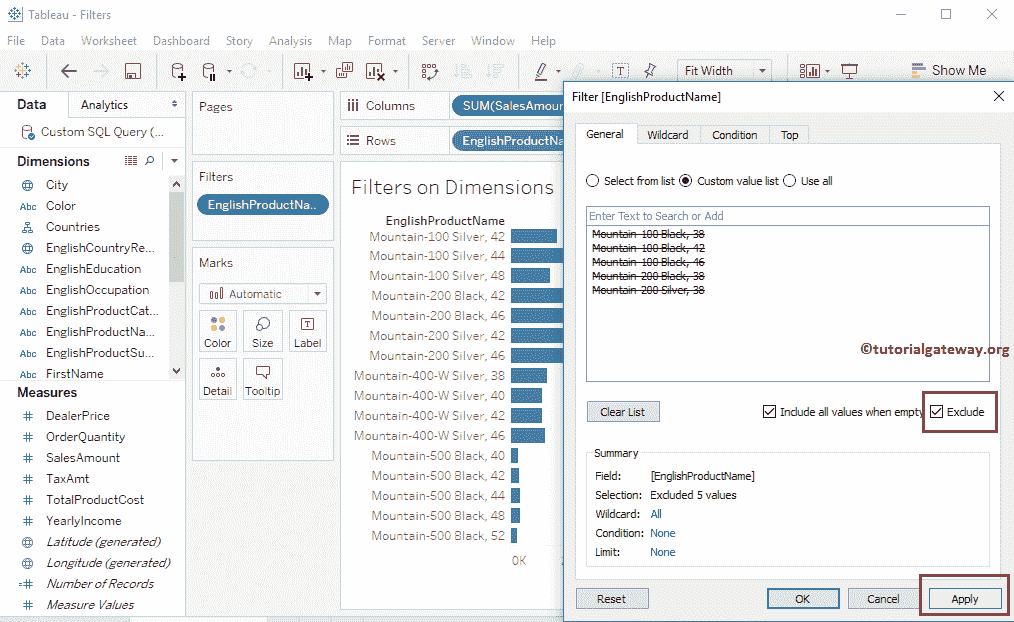 Tableau - Filters
File Data Worksheet Dashboard Story Analysis Map Format Server Window Help
Fit Width
Show Me
Data Analytics
Custom SQL Query (...
Dimensions
City
Abc Color
Countries
EnglishCountryRe...
Abc EnglishEducation
Abc EnglishOccupation
Abc EnglishProductCat...
Abc EnglishProductNa...
Abc EnglishProductSu...
Abc FirstName
Measures
# DealerPrice
# OrderQuantity
# SalesAmount
# TaxAmt
# TotalProductCost
# YearlyIncome
Latitude (generated)
Longitude (generated)
=# Number of Records
# Measure Values
Pages
Filters
EnglishProductNa..
Marks
Automatic
Color Size Label
Detail Tooltip
Columns SUM(SalesAmoun
Rows EnglishProductNa
Filters on Dimensions
EnglishProductName
Mountain-100 Silver, 42
Mountain-100 Silver, 44
Mountain-100 Silver, 48
Mountain-200 Black, 42
Mountain-200 Black, 46
Mountain-200 Silver, 42
Mountain-200 Silver, 46
Mountain-400-W Silver, 38
Mountain-400-W Silver, 40
Mountain-400-W Silver, 42
Mountain-400-W Silver, 46
Mountain-500 Black, 40
Mountain-500 Black, 42
Mountain-500 Black, 44
Mountain-500 Black, 48
Mountain-500 Black, 52
0K
Filter [EnglishProductName]
General Wildcard Condition Top
Select from list Custom value list Use all
Enter Text to Search or Add
Mountain-100 Black, 38
Mountain-100 Black, 42
Mountain-100 Black, 46
Mountain-200 Black, 38
Mountain-200 Silver, 38
©tutorialgateway.org
Clear List Include all values when empty Exclude
Summary
Field: [EnglishProductName]
Selection: Excluded 5 values
Wildcard: All
Condition: None
Limit: None
Reset OK Cancel Apply